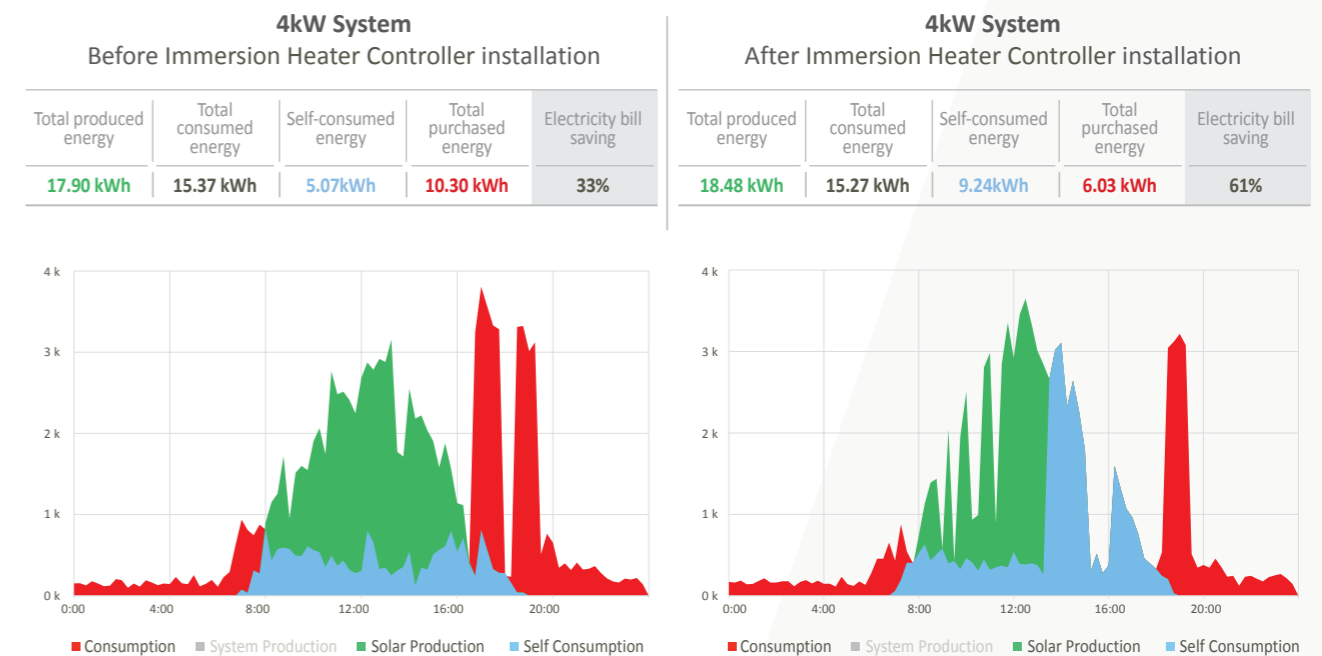 4kW System
Before Immersion Heater Controller installation
Total produced
energy
Total
consumed
energy
Self-consumed
energy
Total
purchased
energy
Electricity bill
saving
17.90 kWh
15.37 kWh
5.07kWh
10.30 kWh
33%
4 k
3 k
2 k
1 k
0 k
0:00
4:00
8:00
12:00
16:00
20:00
Consumption
System Production
Solar Production
Self Consumption
4kW System
After Immersion Heater Controller installation
Total produced
energy
Total
consumed
energy
Self-consumed
energy
Total
purchased
energy
Electricity bill
saving
18.48 kWh
15.27 kWh
9.24kWh
6.03 kWh
61%
4 k
3 k
2 k
1 k
0 k
0:00
4:00
8:00
12:00
16:00
20:00
Consumption
System Production
Solar Production
Self Consumption